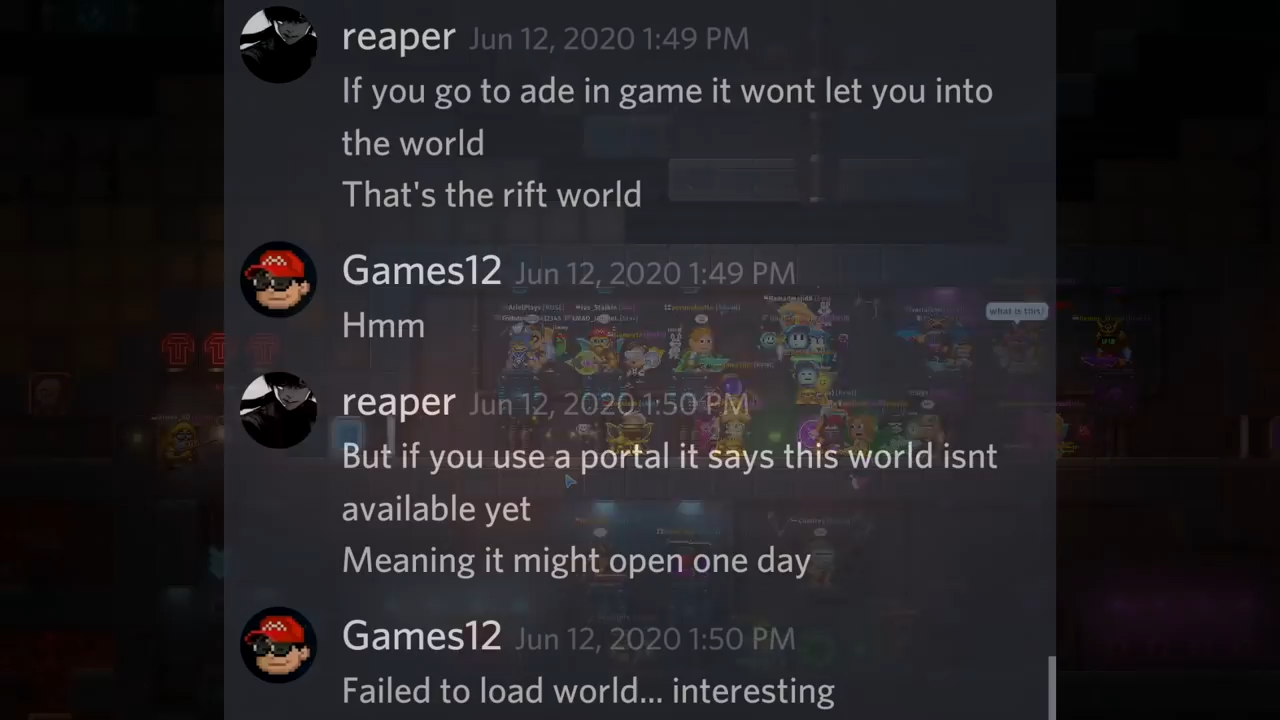 reaper Jun 12, 2020 1:49 PM
If you go to ade in game it wont let you into
the world
That's the rift world
Games12 Jun 12, 2020 1:49 PM
Hmm
what is this!
reaper Jun 12, 2020 1:50 PM
But if you use a portal it says this world isnt
available yet
Meaning it might open one day
Games12 Jun 12, 2020 1:50 PM
Failed to load world... interesting